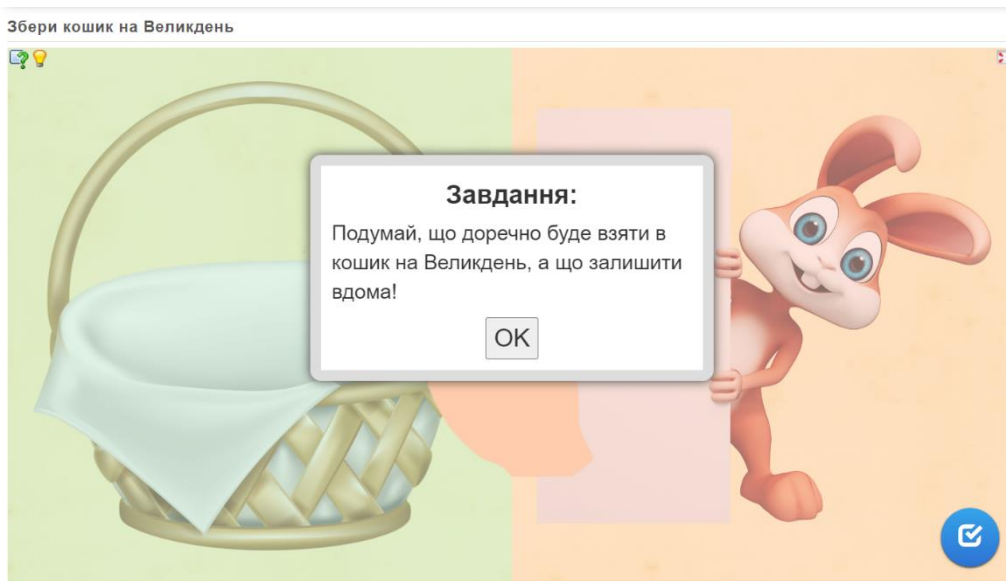 Збери кошик на Великдень
Завдання:
Подумай, що доречно буде взяти в
кошик на Великдень, а що залишити
вдома!
OK